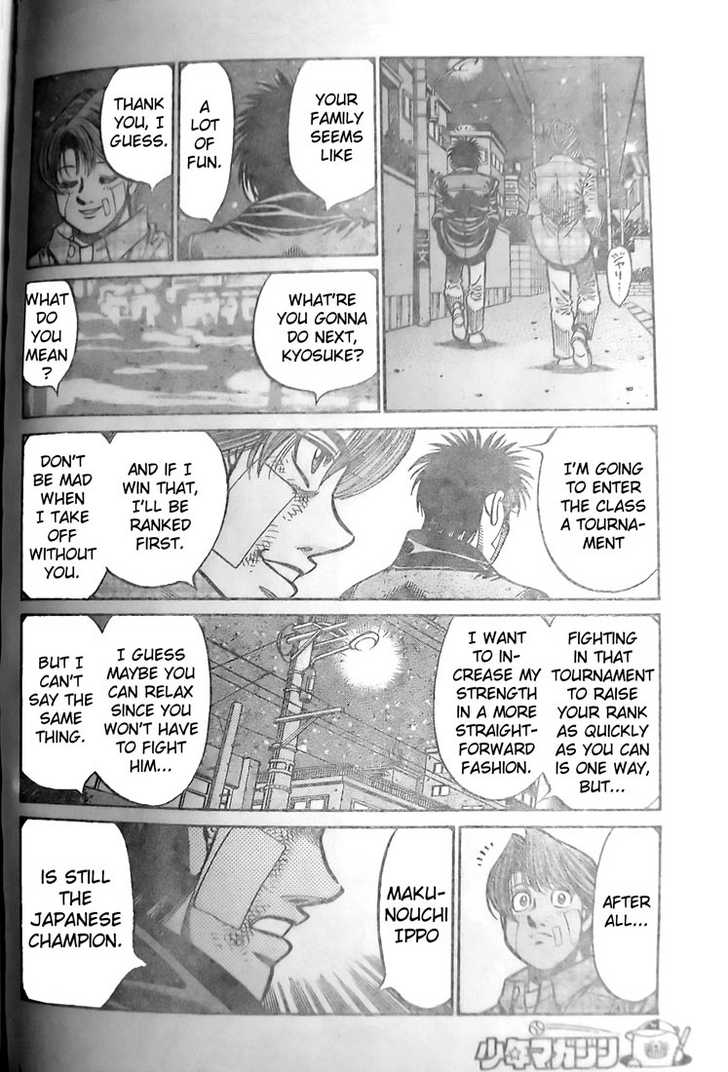 YOUR
FAMILY
SEEMS
LIKE
A
LOT
OF
FUN.
THANK
YOU, I
GUESS.
WHAT'RE
YOU GONNA
DO NEXT,
KYOSUKE?
WHAT
DO
YOU
MEAN
?
I'M GOING
TO ENTER
THE CLASS
A TOURNA-
MENT
AND IF I
WIN THAT,
I'LL BE
RANKED
FIRST.
DON'T
BE MAD
WHEN
I TAKE
OFF
WITHOUT
YOU.
FIGHTING
IN THAT
TOURNAMENT
TO RAISE
YOUR RANK
AS QUICKLY
AS YOU CAN
IS ONE WAY,
BUT...
I WANT
TO IN-
CREASE MY
STRENGTH
IN A MORE
STRAIGHT-
FORWARD
FASHION.
I GUESS
MAYBE YOU
CAN RELAX
SINCE YOU
WON'T HAVE
TO FIGHT
HIM...
BUT I
CAN'T
SAY THE
SAME
THING.
AFTER
ALL...
MAKU-
NOUCHI
IPPO
IS STILL
THE
JAPANESE
CHAMPION.
少年マガジン